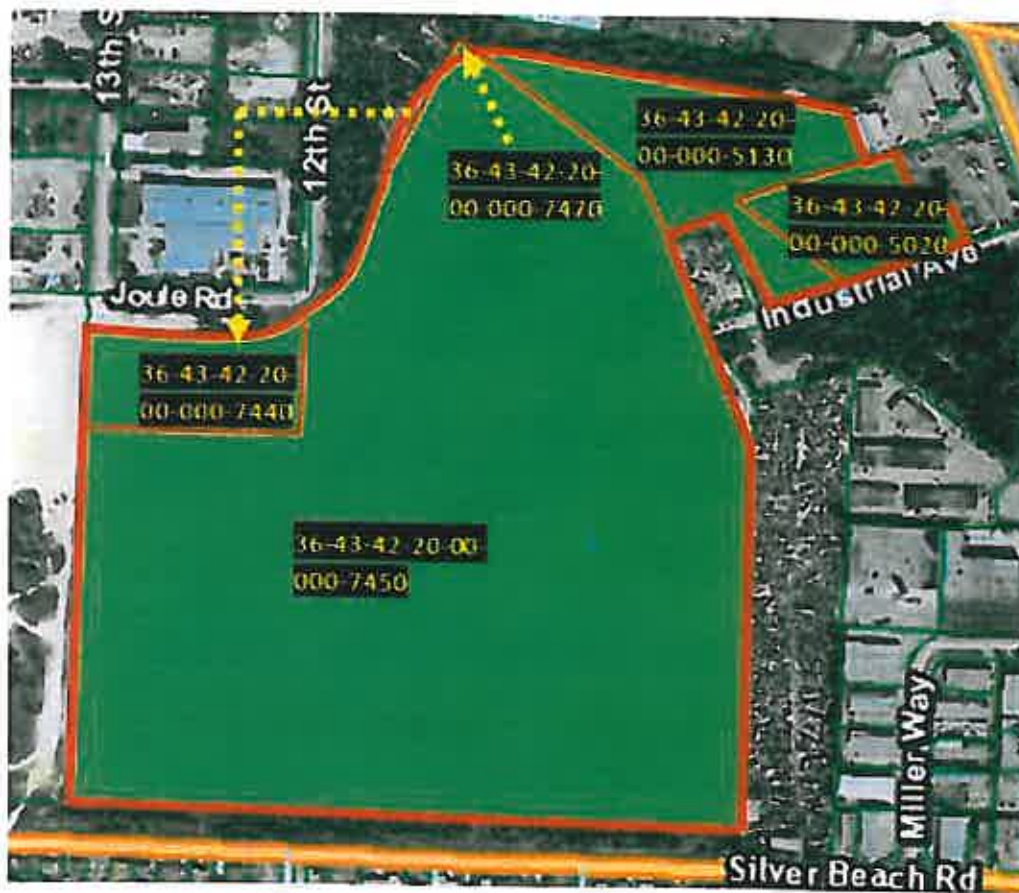 13th S
12th St
36-43-42-20-
00-000-5130
36-43-42-20-
00-000-7470
36-43-42-20-
00-000-5020
Industrial Ave
Joule Rd
36-43-42-20-
00-000-7440
36-43-42-20-00-
000-7450
Miller Way
Silver Beach Rd